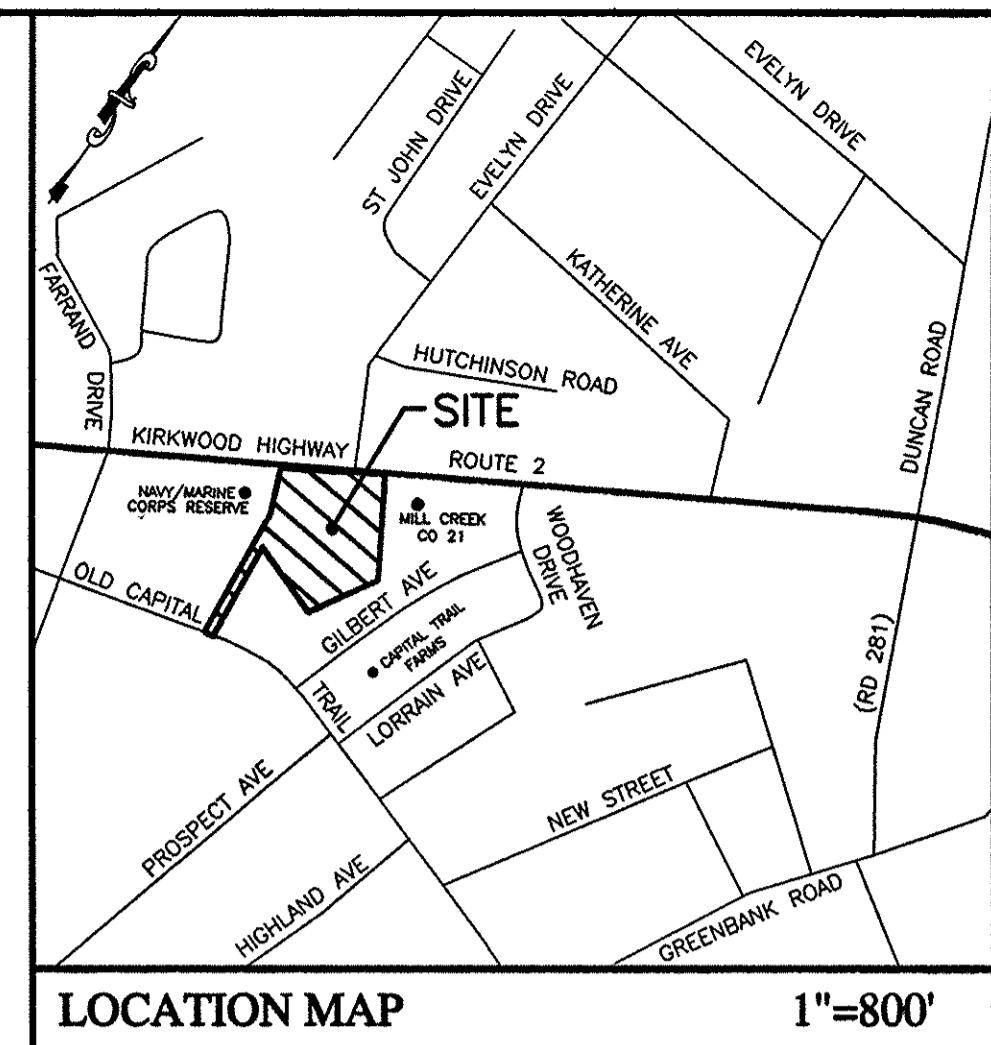 EVELYN DRIVE
ST JOHN DRIVE
EVELYN DRIVE
FARRAND
DRIVE
KATHERINE AVE
HUTCHINSON ROAD
DUNCAN ROAD
SITE
KIRKWOOD HIGHWAY
ROUTE 2
NAVY/MARINE
CORPS RESERVE
MILL CREEK
CO 21
WOODHAVEN
DRIVE
OLD CAPITAL
TRAIL
GILBERT AVE
CAPITAL TRAIL
FARMS
LORRAIN AVE
(RD 281)
PROSPECT AVE
NEW STREET
HIGHLAND AVE
GREENBANK ROAD
LOCATION MAP
1"=800'